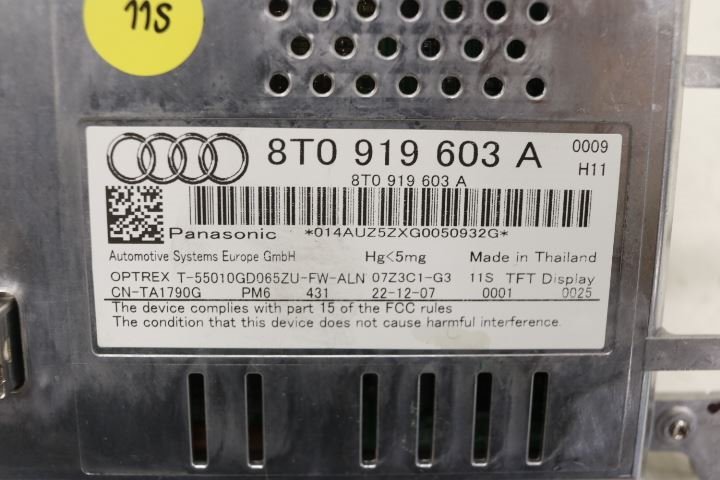 11S
8T0 919 603 A 0009
8T0 919 603 A H11
Panasonic *014AUZ5ZXG0050932G*
Automotive Systems Europe GmbH Hg<5mg Made in Thailand
OPTREX T-55010GD065ZU-FW-ALN 07Z3C1-G3 11S TFT Display
CN-TA1790G PM6 431 22-12-07 0001 0025
The device complies with part 15 of the FCC rules
The condition that this device does not cause harmful interference.